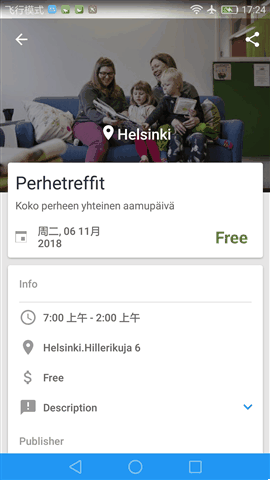 飞行模式 17:24
Helsinki
Perhetreffit
Koko perheen yhteinen aamupäivä
周二, 06 11月
2018
Free
Info
7:00 上午 - 2:00 上午
Helsinki.Hillerikuja 6
Free
Description
Publisher